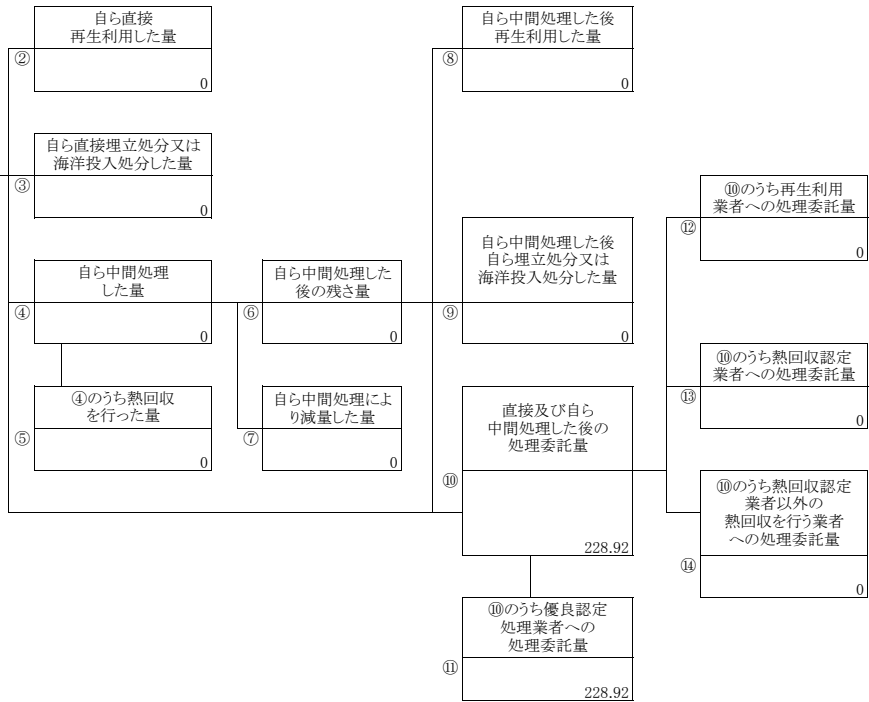 自ら直接
再生利用した量
②
0
自ら直接埋立処分又は
海洋投入処分した量
③
0
自ら中間処理
した量
④
0
④のうち熱回収
を行った量
⑤
0
自ら中間処理した
後の残さ量
⑥
0
自ら中間処理によ
り減量した量
⑦
0
自ら中間処理した後
再生利用した量
⑧
0
自ら中間処理した後
自ら埋立処分又は
海洋投入処分した量
⑨
0
直接及び自ら
中間処理した後の
処理委託量
⑩
228.92
⑩のうち優良認定
処理業者への
処理委託量
⑪
228.92
⑩のうち再生利用
業者への処理委託量
⑫
0
⑩のうち熱回収認定
業者への処理委託量
⑬
0
⑩のうち熱回収認定
業者以外の
熱回収を行う業者
への処理委託量
⑭
0